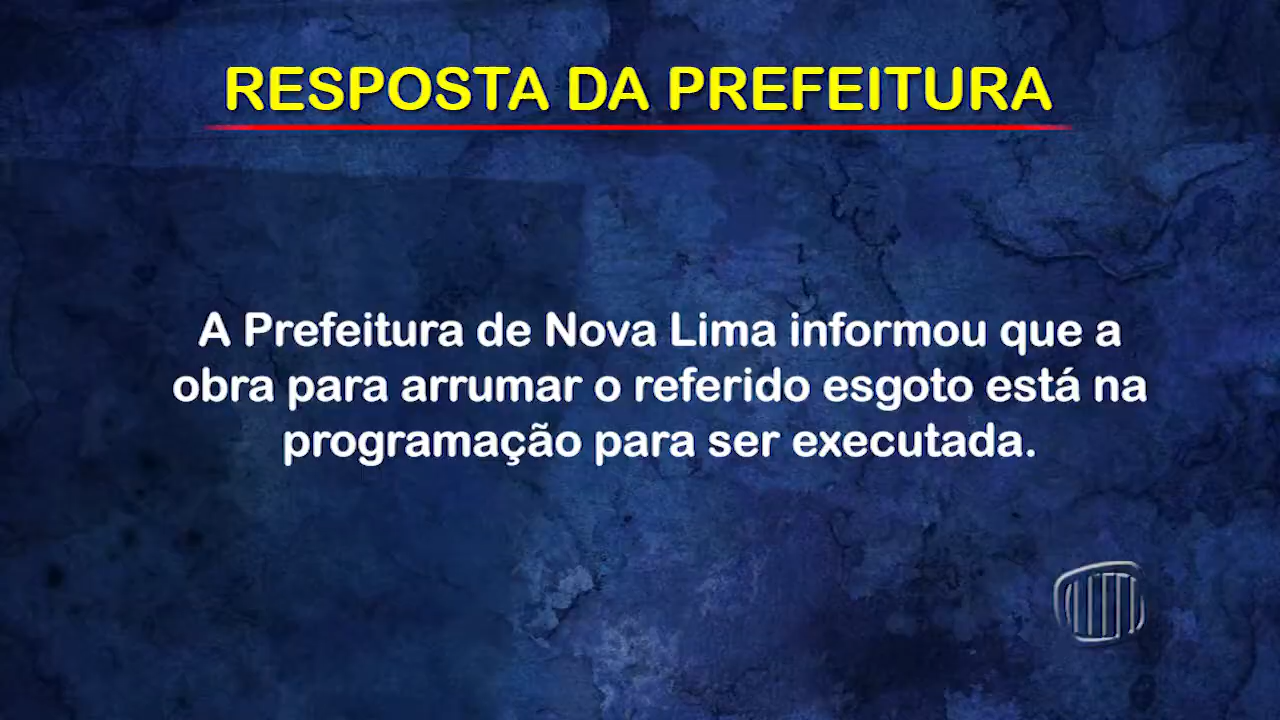 RESPOSTA DA PREFEITURA
A Prefeitura de Nova Lima informou que a
obra para arrumar o referido esgoto está na
programação para ser executada.